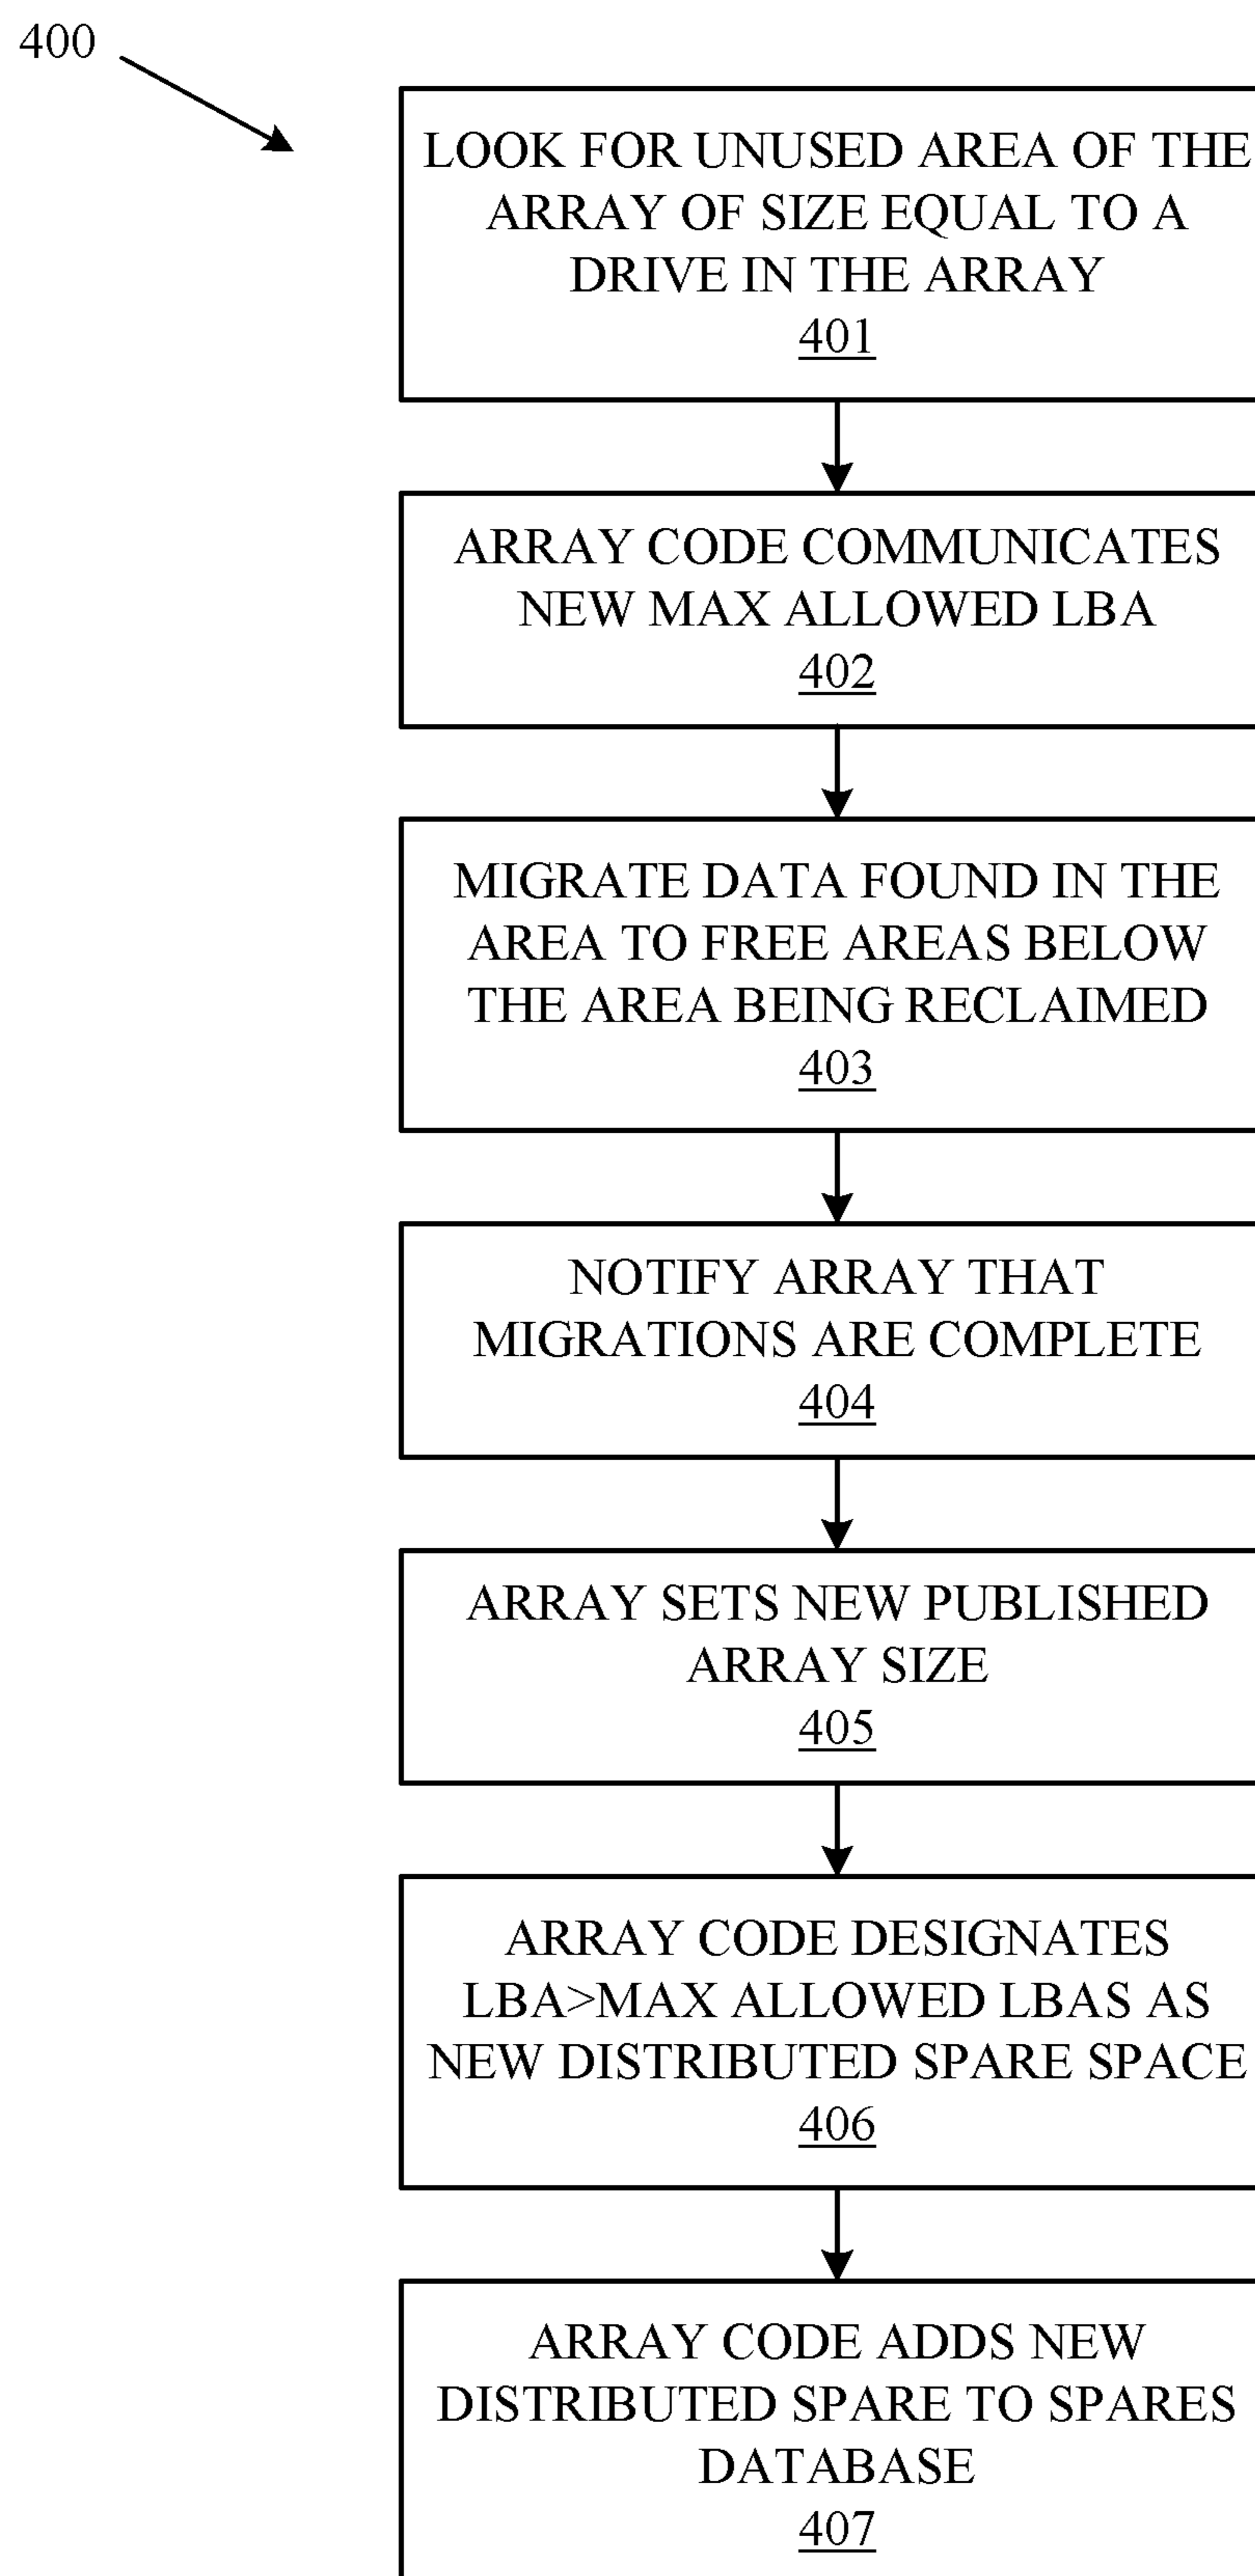 400
LOOK FOR UNUSED AREA OF THE
ARRAY OF SIZE EQUAL TO A
DRIVE IN THE ARRAY
401
ARRAY CODE COMMUNICATES
NEW MAX ALLOWED LBA
402
MIGRATE DATA FOUND IN THE
AREA TO FREE AREAS BELOW
THE AREA BEING RECLAIMED
403
NOTIFY ARRAY THAT
MIGRATIONS ARE COMPLETE
404
ARRAY SETS NEW PUBLISHED
ARRAY SIZE
405
ARRAY CODE DESIGNATES
LBA>MAX ALLOWED LBAS AS
NEW DISTRIBUTED SPARE SPACE
406
ARRAY CODE ADDS NEW
DISTRIBUTED SPARE TO SPARES
DATABASE
407